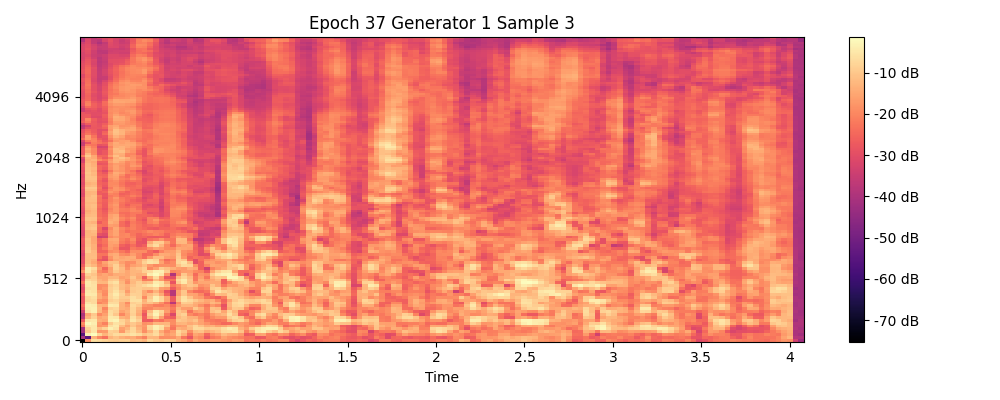 Epoch 37 Generator 1 Sample 3
Hz
4096
2048
1024
512
0
0
0.5
1
1.5
2
2.5
3
3.5
4
Time
-10 dB
-20 dB
-30 dB
-40 dB
-50 dB
-60 dB
-70 dB